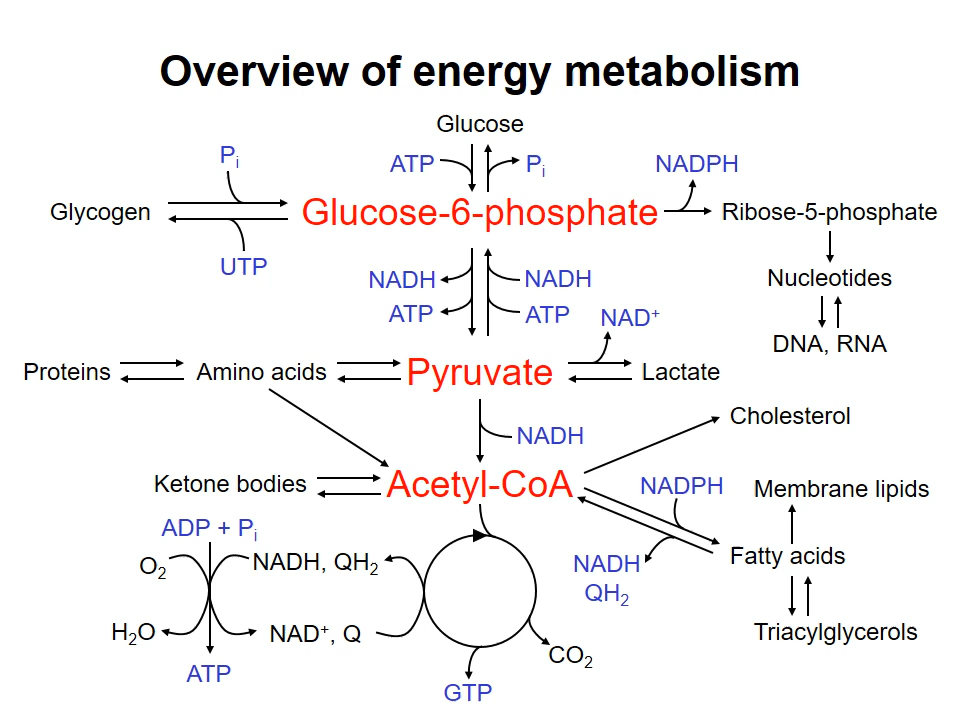 Overview of energy metabolism
Glucose
Pi
ATP
Pi
NADPH
Glycogen
Glucose-6-phosphate
Ribose-5-phosphate
UTP
NADH
NADH
Nucleotides
ATP
ATP
NAD⁺
DNA, RNA
Proteins
Amino acids
Pyruvate
Lactate
Cholesterol
NADH
Ketone bodies
Acetyl-CoA
NADPH
Membrane lipids
ADP + Pi
O₂
NADH, QH₂
NADH
QH₂
Fatty acids
H₂O
NAD⁺, Q
Triacylglycerols
CO₂
ATP
GTP